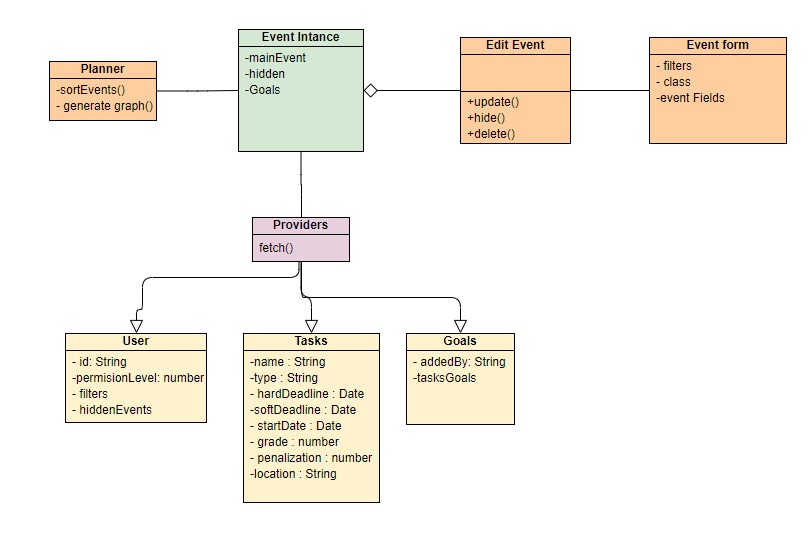 Planner
-sortEvents()
- generate graph()
Event Intance
-mainEvent
-hidden
-Goals
Edit Event
+update()
+hide()
+delete()
Event form
- filters
- class
-event Fields
Providers
fetch()
User
- id: String
-permisionLevel: number
- filters
- hiddenEvents
Tasks
-name : String
-type : String
- hardDeadline : Date
-softDeadline : Date
- startDate : Date
- grade : number
- penalization : number
-location : String
Goals
- addedBy: String
-tasksGoals